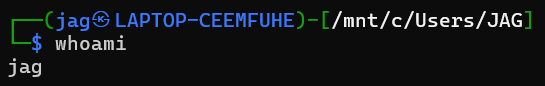 ┌──(jag㉿LAPTOP-CEEMFUHE)-[/mnt/c/Users/JAG]
└─$ whoami
jag